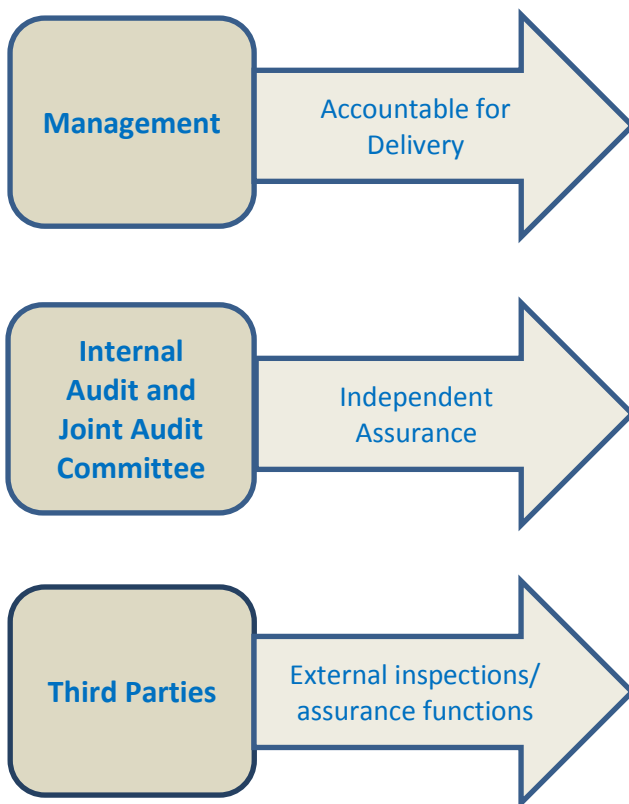 Management
Accountable for
Delivery
Internal
Audit and
Joint Audit
Committee
Independent
Assurance
Third Parties
External inspections/
assurance functions